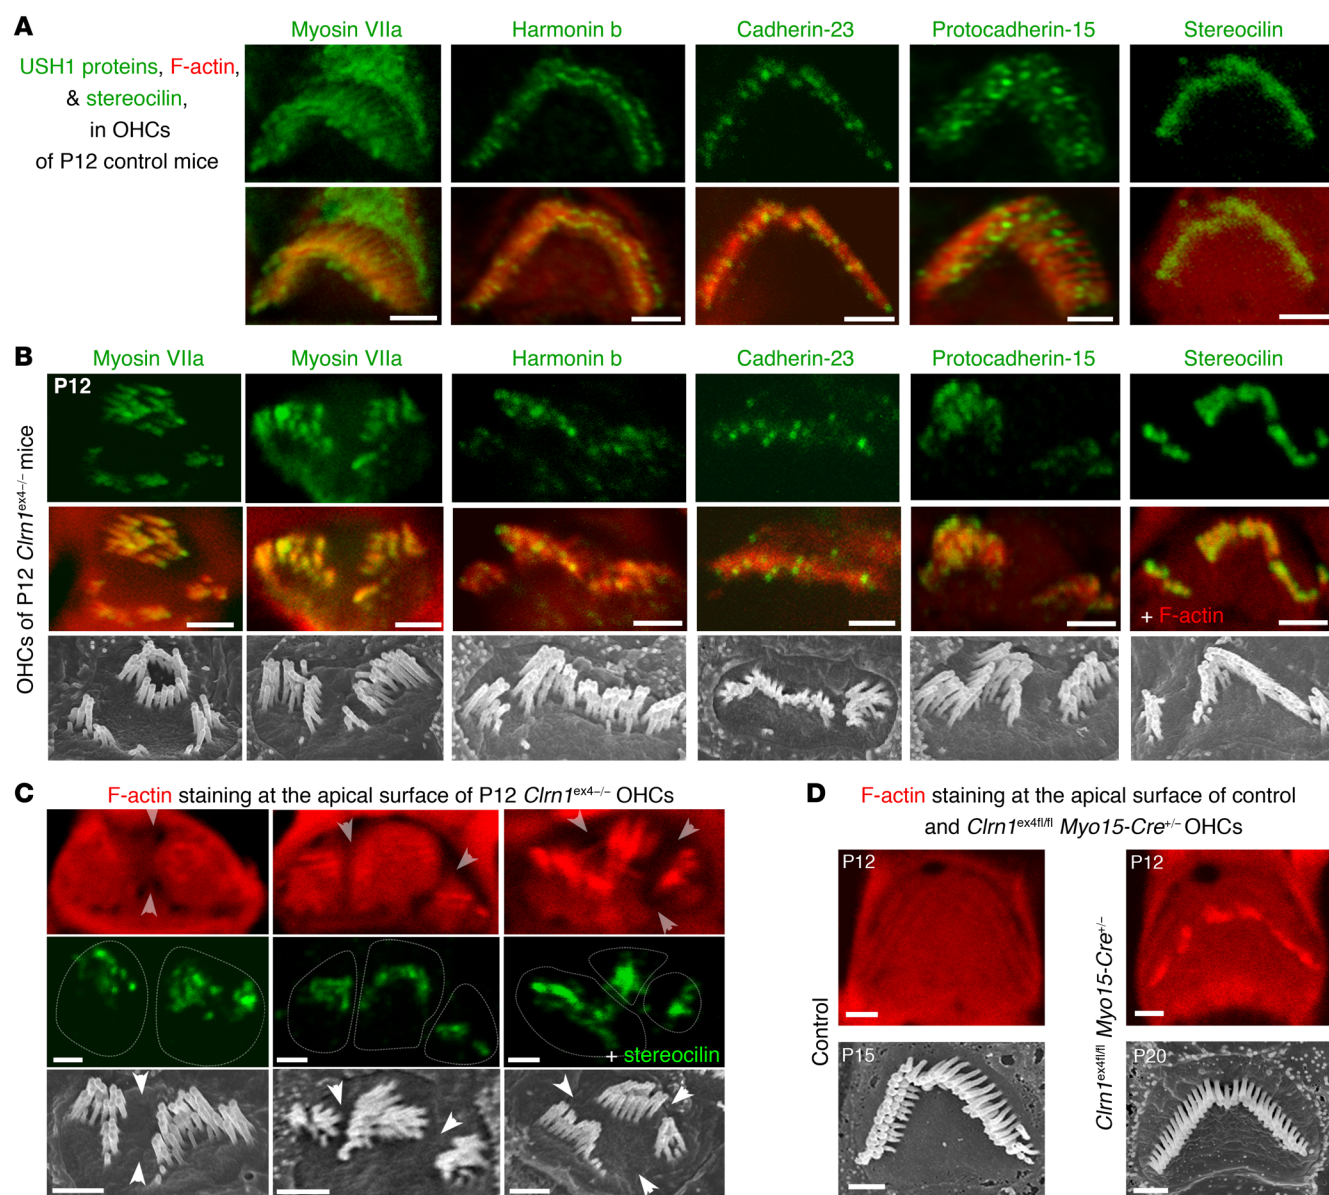 A
Myosin VIIa Harmonin b Cadherin-23 Protocadherin-15 Stereocilin
USH1 proteins, F-actin,
& stereocilin,
in OHCs
of P12 control mice
B
Myosin VIIa Myosin VIIa Harmonin b Cadherin-23 Protocadherin-15 Stereocilin
P12
OHCs of P12 Clrn1ex4−/− mice
+ F-actin
C
F-actin staining at the apical surface of P12 Clrn1ex4−/− OHCs
+ stereocilin
D
F-actin staining at the apical surface of control
and Clrn1ex4fl/fl Myo15-Cre+/− OHCs
Control
P12
P15
Clrn1ex4fl/fl Myo15-Cre+/−
P12
P20